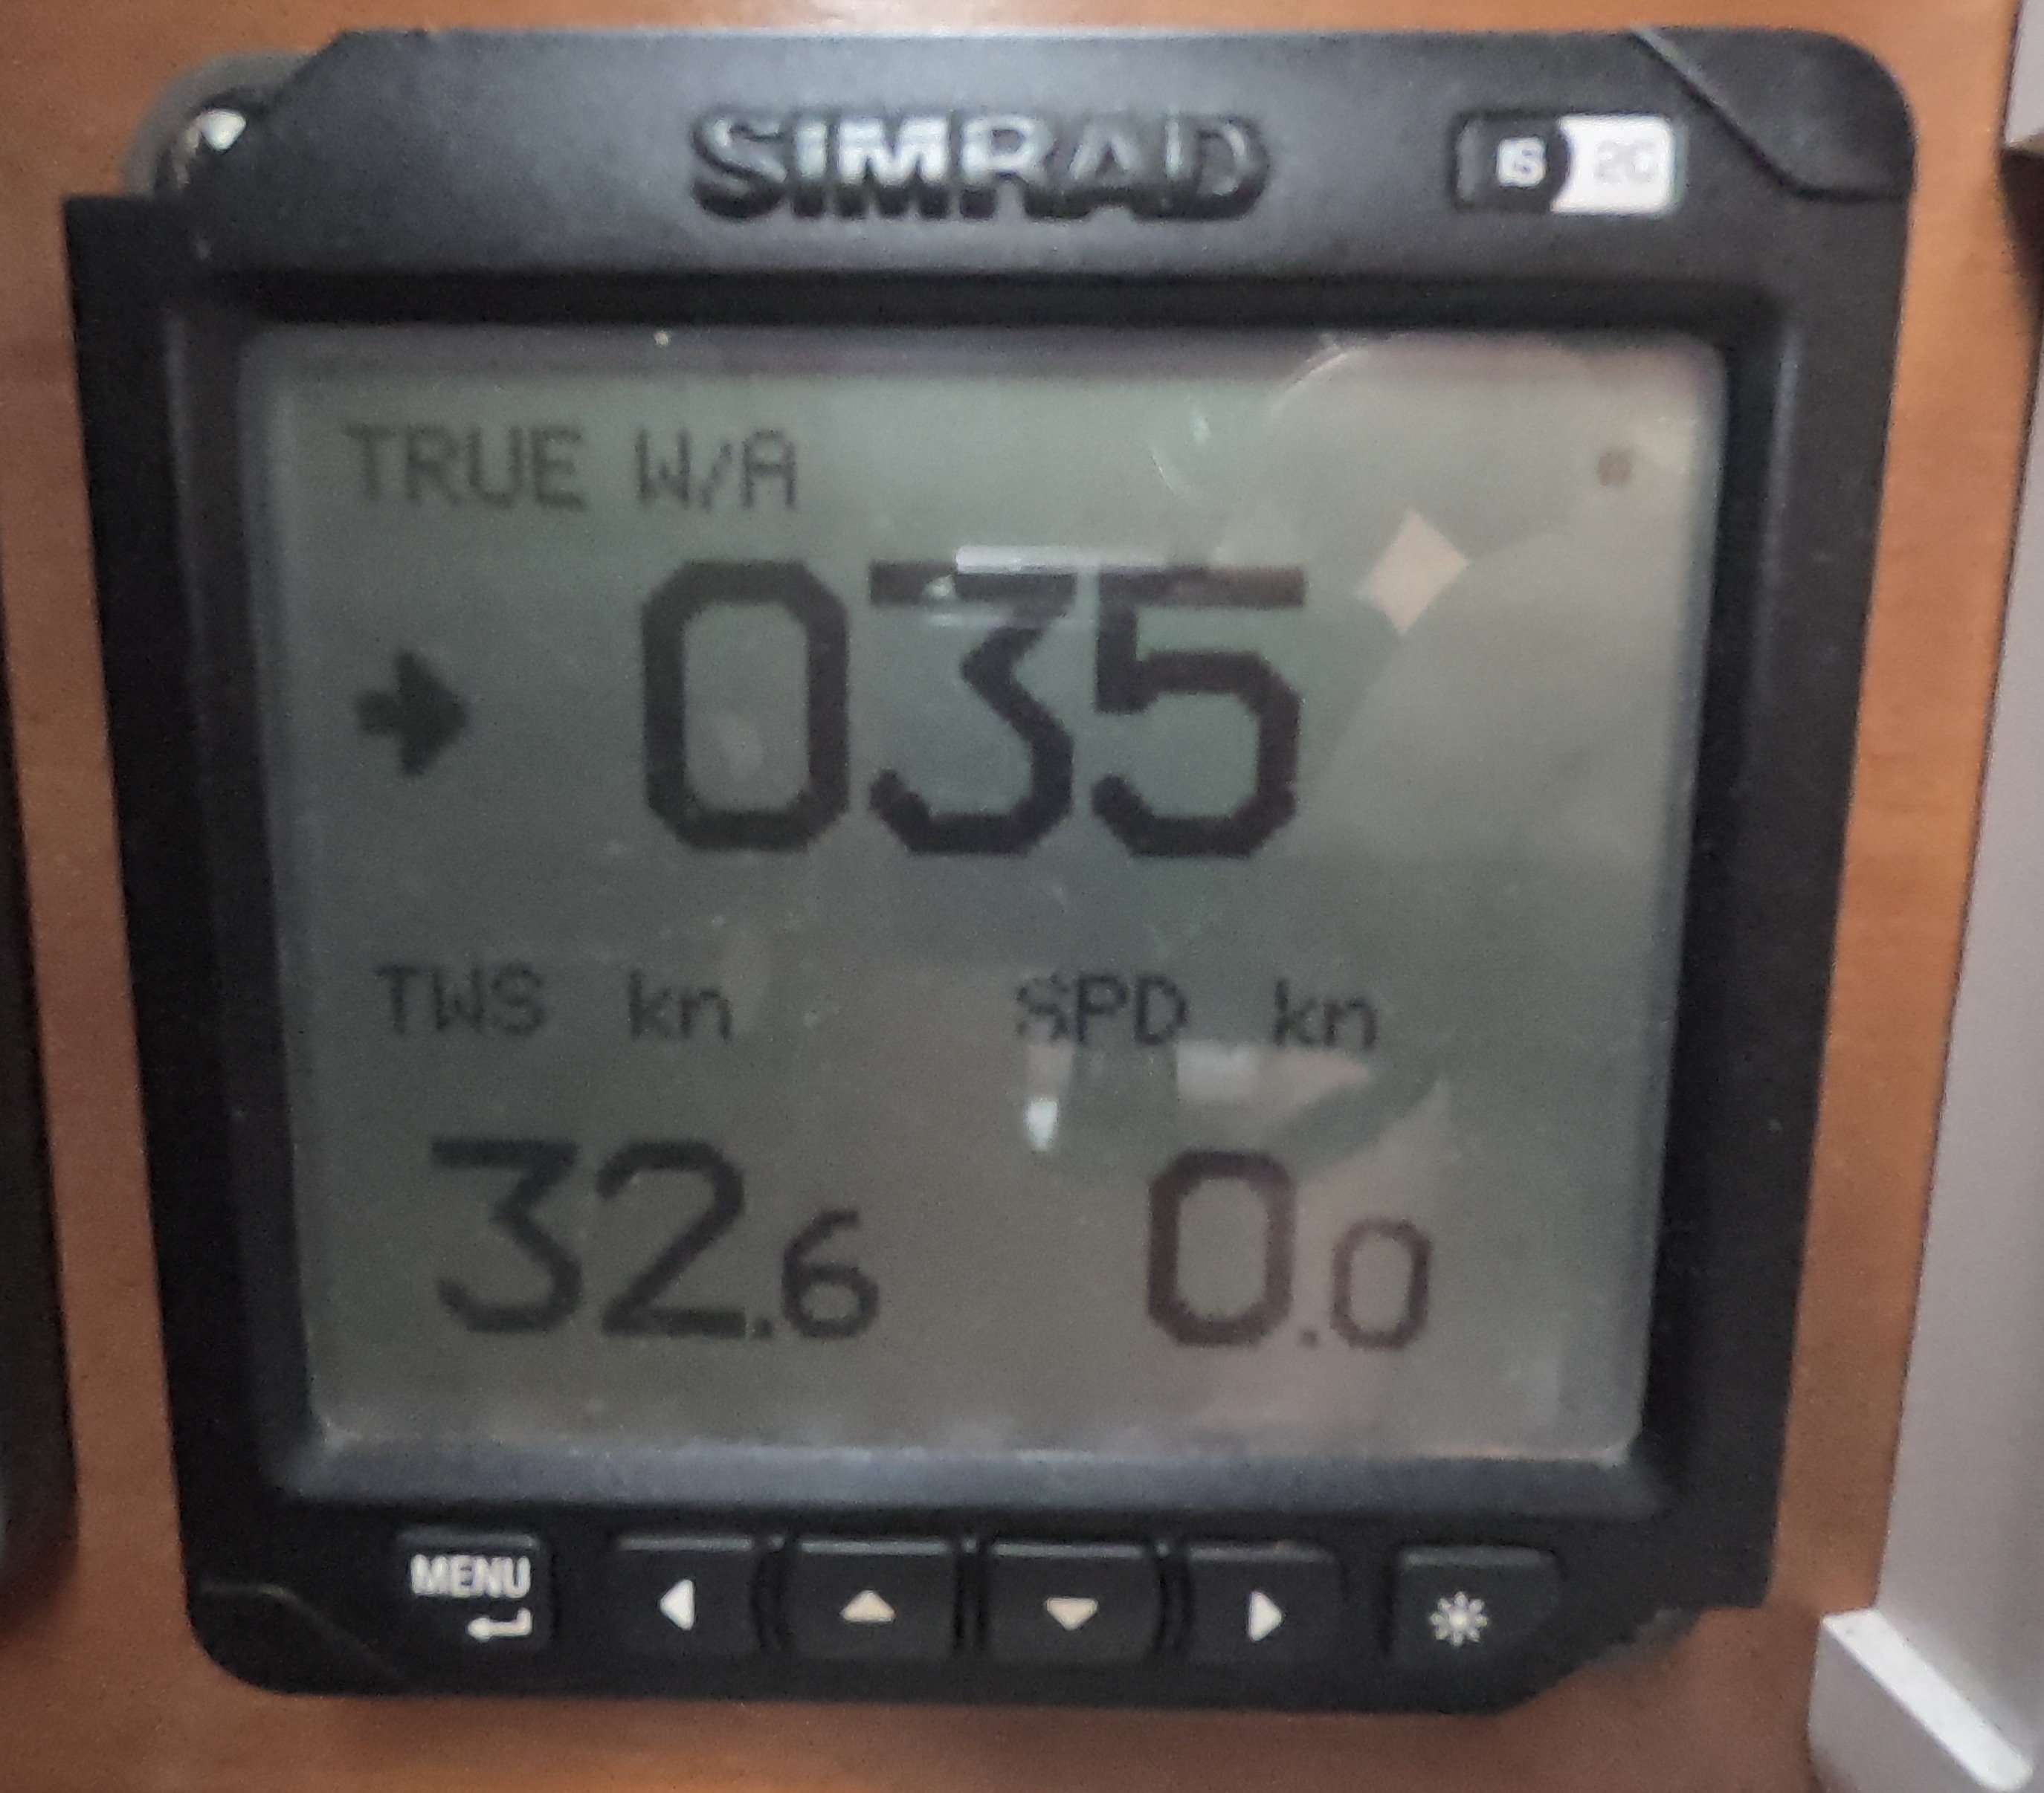 SIMRAD IS 20
TRUE W/A °
035
TWS kn SPD kn
32.6 0.0
MENU